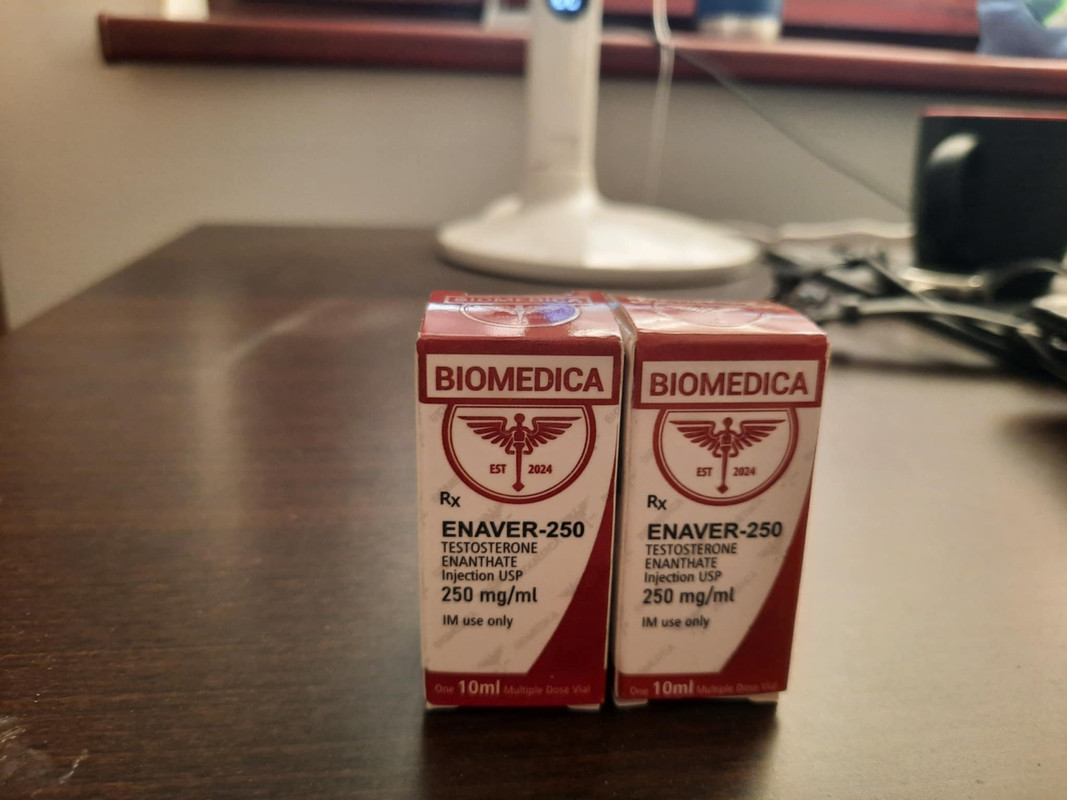 BIOMEDICA
BIOMEDICA
EST 2024
Rx
ENAVER-250
TESTOSTERONE
ENANTHATE
Injection USP
250 mg/ml
IM use only
One 10ml Multiple Dose Vial
BIOMEDICA
EST 2024
Rx
ENAVER-250
TESTOSTERONE
ENANTHATE
Injection USP
250 mg/ml
IM use only
One 10ml Multiple Dose Vial